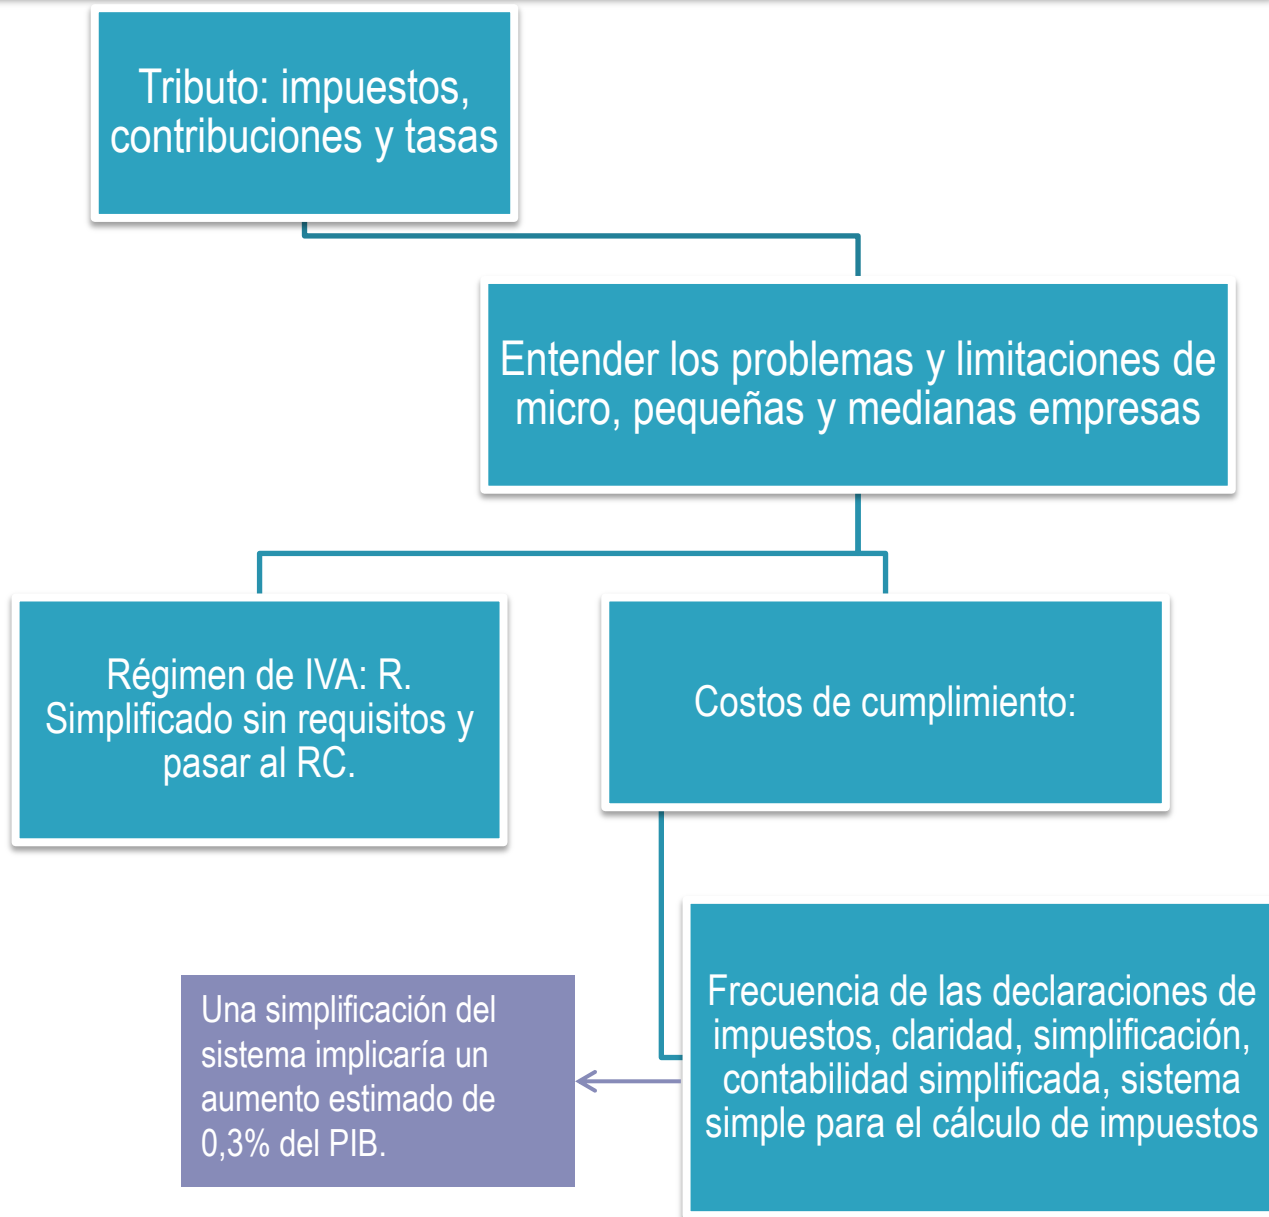 Tributo: impuestos,
contribuciones y tasas
Entender los problemas y limitaciones de
micro, pequeñas y medianas empresas
Régimen de IVA: R.
Simplificado sin requisitos y
pasar al RC.
Costos de cumplimiento:
Una simplificación del
sistema implicaría un
aumento estimado de
0,3% del PIB.
Frecuencia de las declaraciones de
impuestos, claridad, simplificación,
contabilidad simplificada, sistema
simple para el cálculo de impuestos